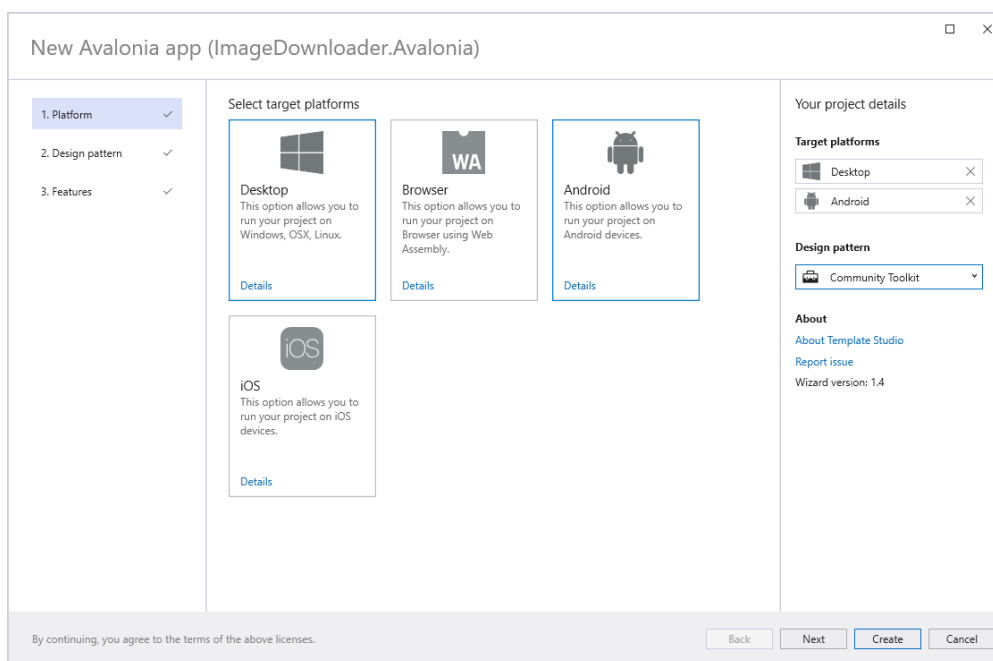 New Avalonia app (ImageDownloader.Avalonia)
1. Platform
2. Design pattern
3. Features
Select target platforms
Desktop
This option allows you to
run your project on
Windows, OSX, Linux.
Details
WA
Browser
This option allows you to
run your project on
Browser using Web
Assembly.
Details
Android
This option allows you to
run your project on
Android devices.
Details
iOS
iOS
This option allows you to
run your project on iOS
devices.
Details
Your project details
Target platforms
Desktop
Android
Design pattern
Community Toolkit
About
About Template Studio
Report issue
Wizard version: 1.4
By continuing, you agree to the terms of the above licenses.
Back
Next
Create
Cancel